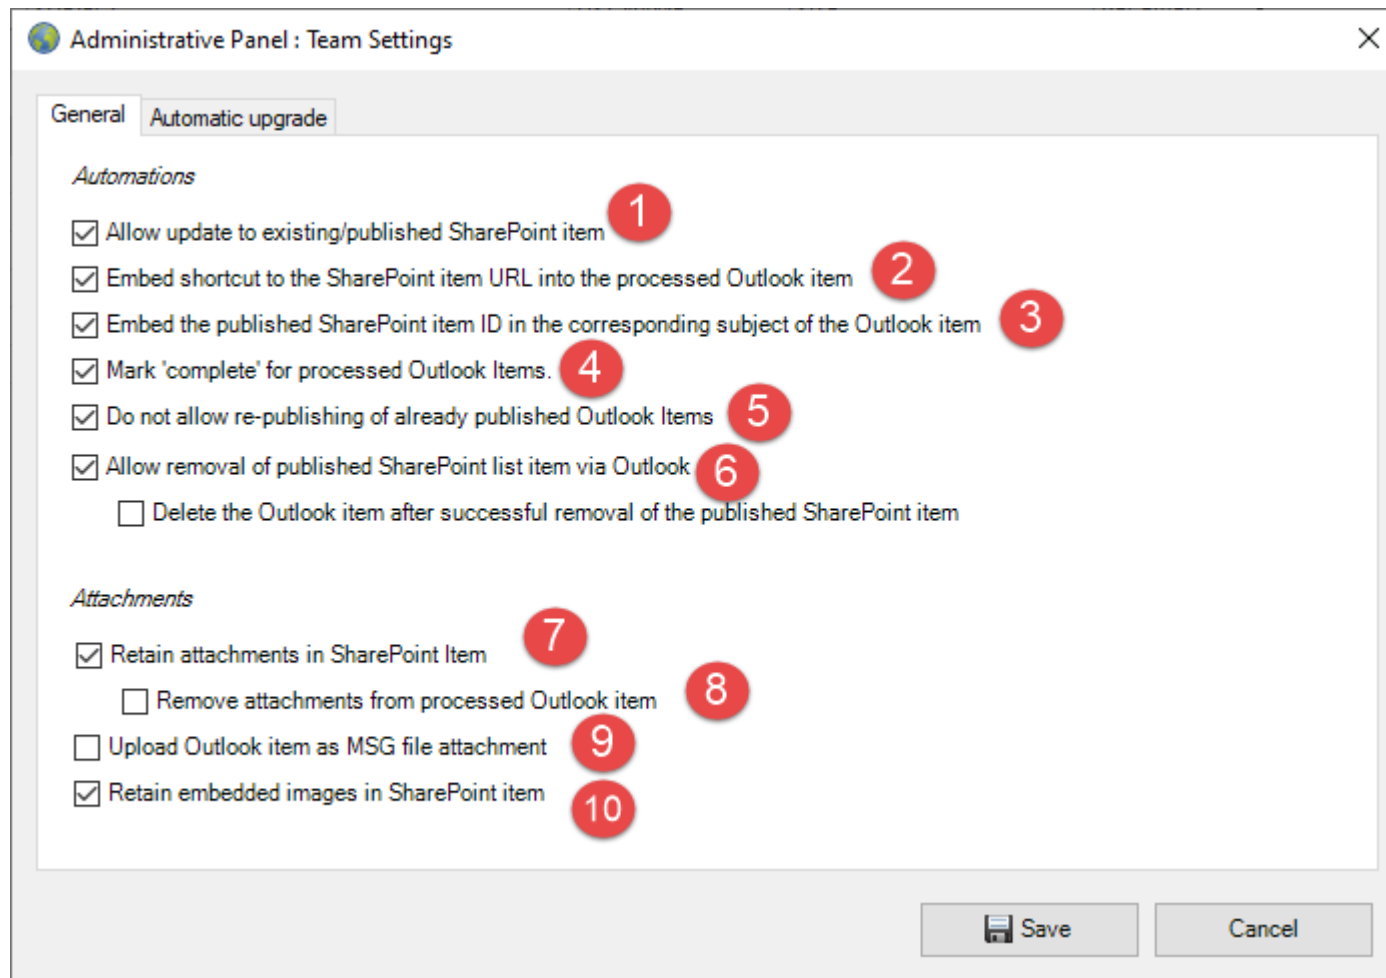 Administrative Panel : Team Settings
General Automatic upgrade
Automations
Allow update to existing/published SharePoint item 1
Embed shortcut to the SharePoint item URL into the processed Outlook item 2
Embed the published SharePoint item ID in the corresponding subject of the Outlook item 3
Mark 'complete' for processed Outlook Items. 4
Do not allow re-publishing of already published Outlook Items 5
Allow removal of published SharePoint list item via Outlook 6
Delete the Outlook item after successful removal of the published SharePoint item
Attachments
Retain attachments in SharePoint Item 7
Remove attachments from processed Outlook item 8
Upload Outlook item as MSG file attachment 9
Retain embedded images in SharePoint item 10
Save Cancel